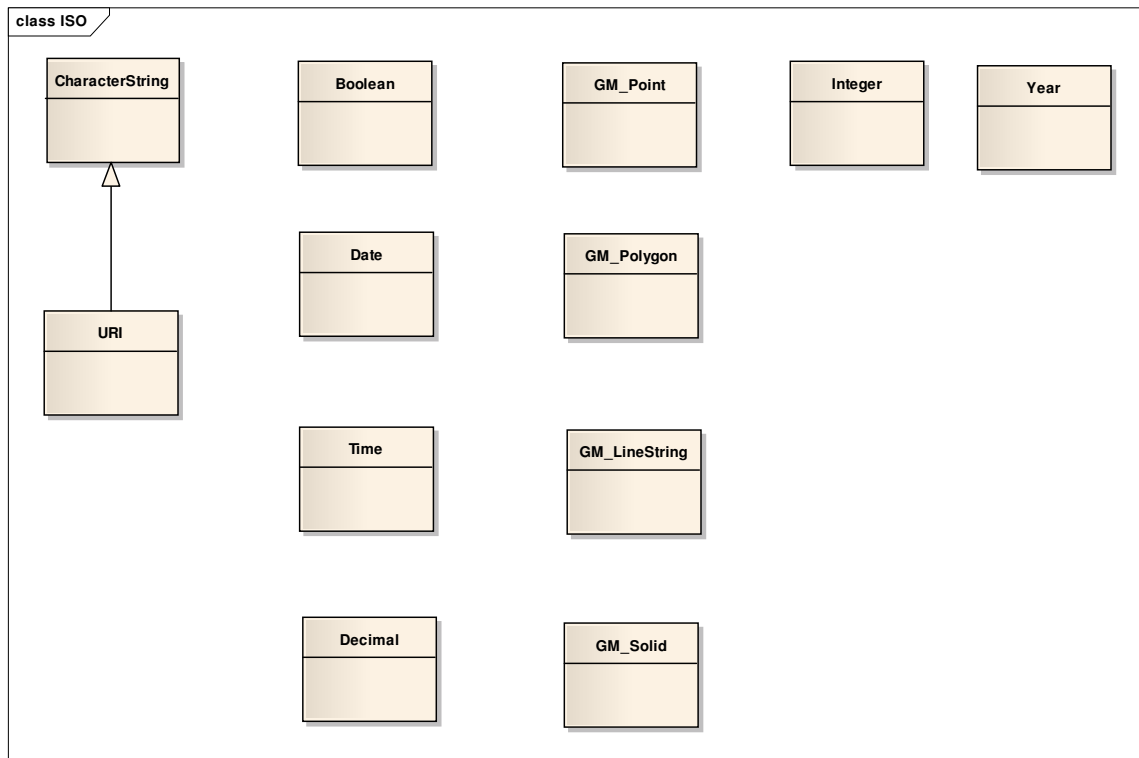 class ISO
CharacterString
Boolean
GM_Point
Integer
Year
Date
GM_Polygon
URI
Time
GM_LineString
Decimal
GM_Solid